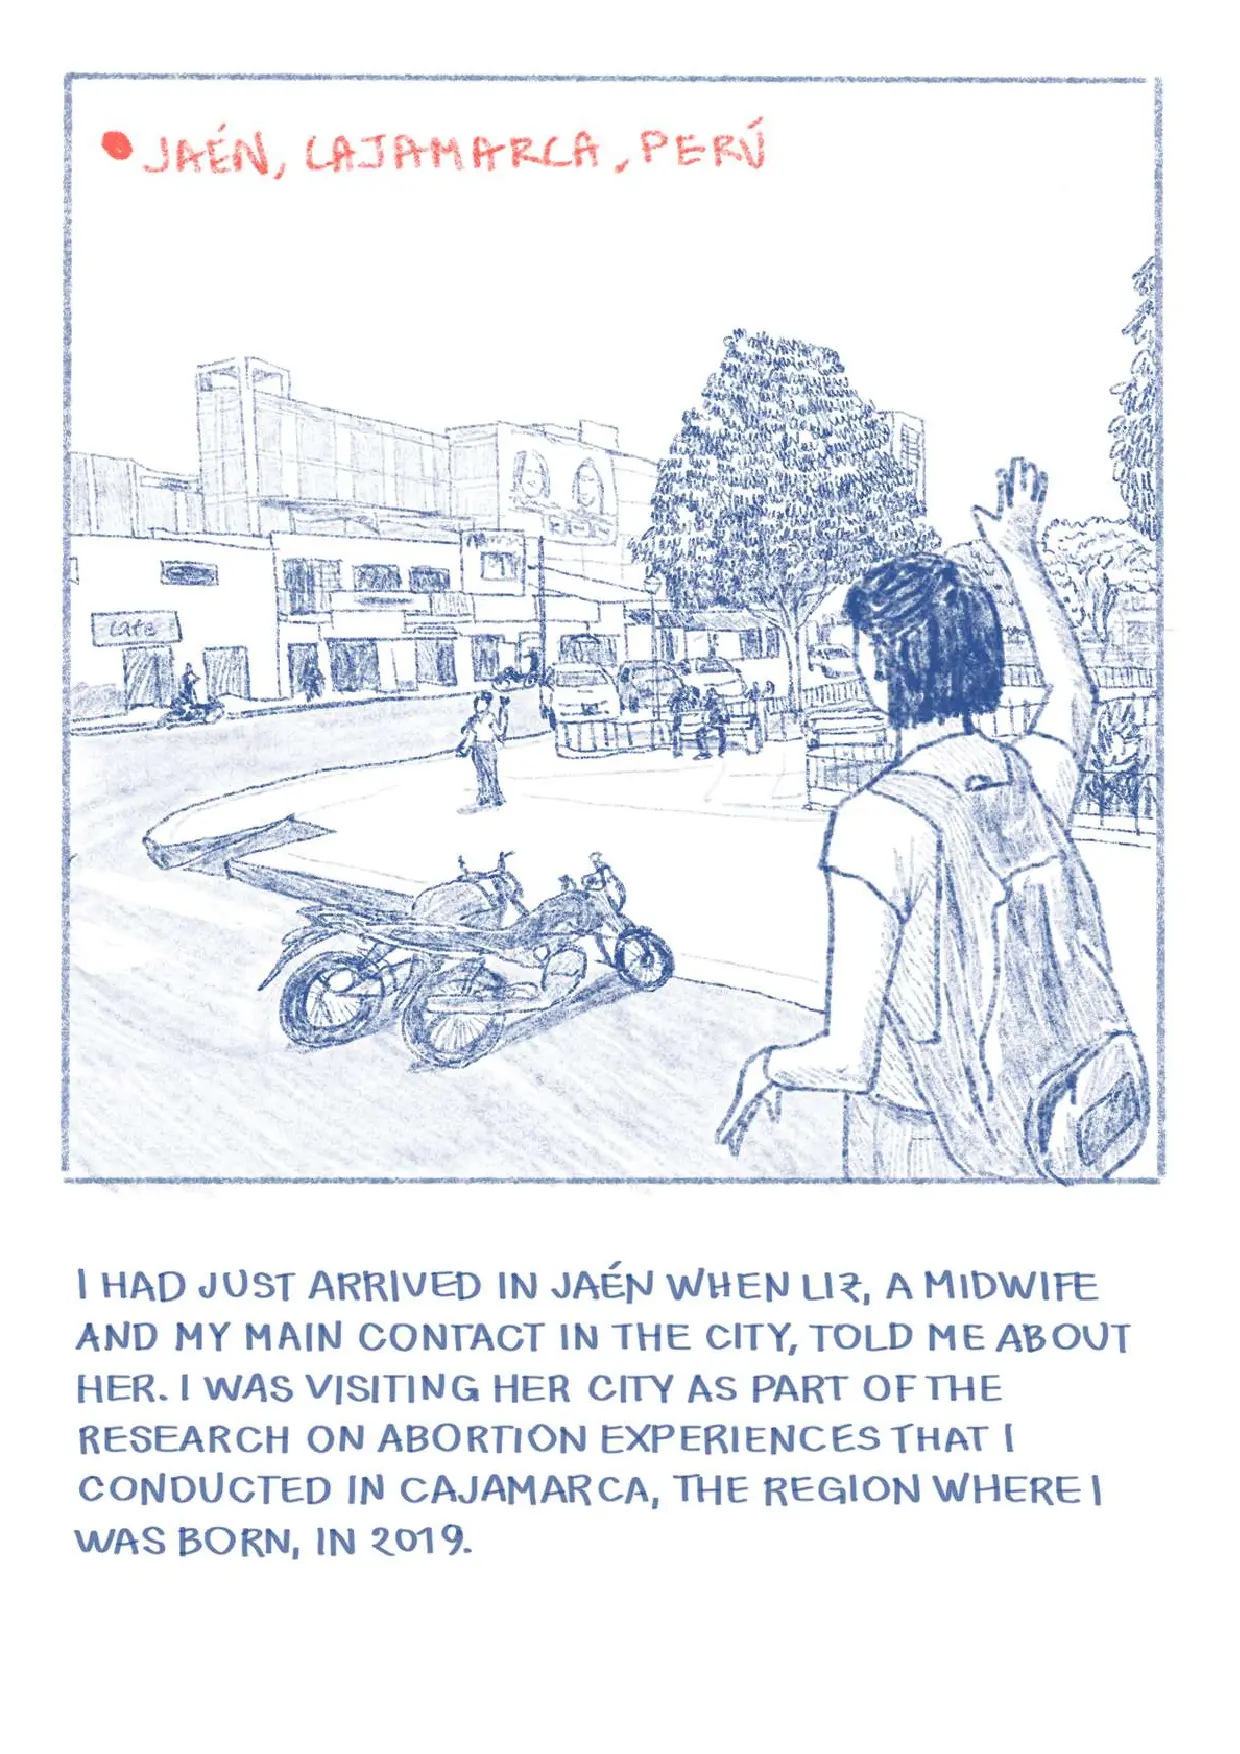 JAÉN, CAJAMARCA, PERÚ
Cafe
I HAD JUST ARRIVED IN JAÉN WHEN LIZ, A MIDWIFE
AND MY MAIN CONTACT IN THE CITY, TOLD ME ABOUT
HER. I WAS VISITING HER CITY AS PART OF THE
RESEARCH ON ABORTION EXPERIENCES THAT I
CONDUCTED IN CAJAMARCA, THE REGION WHERE I
WAS BORN, IN 2019.